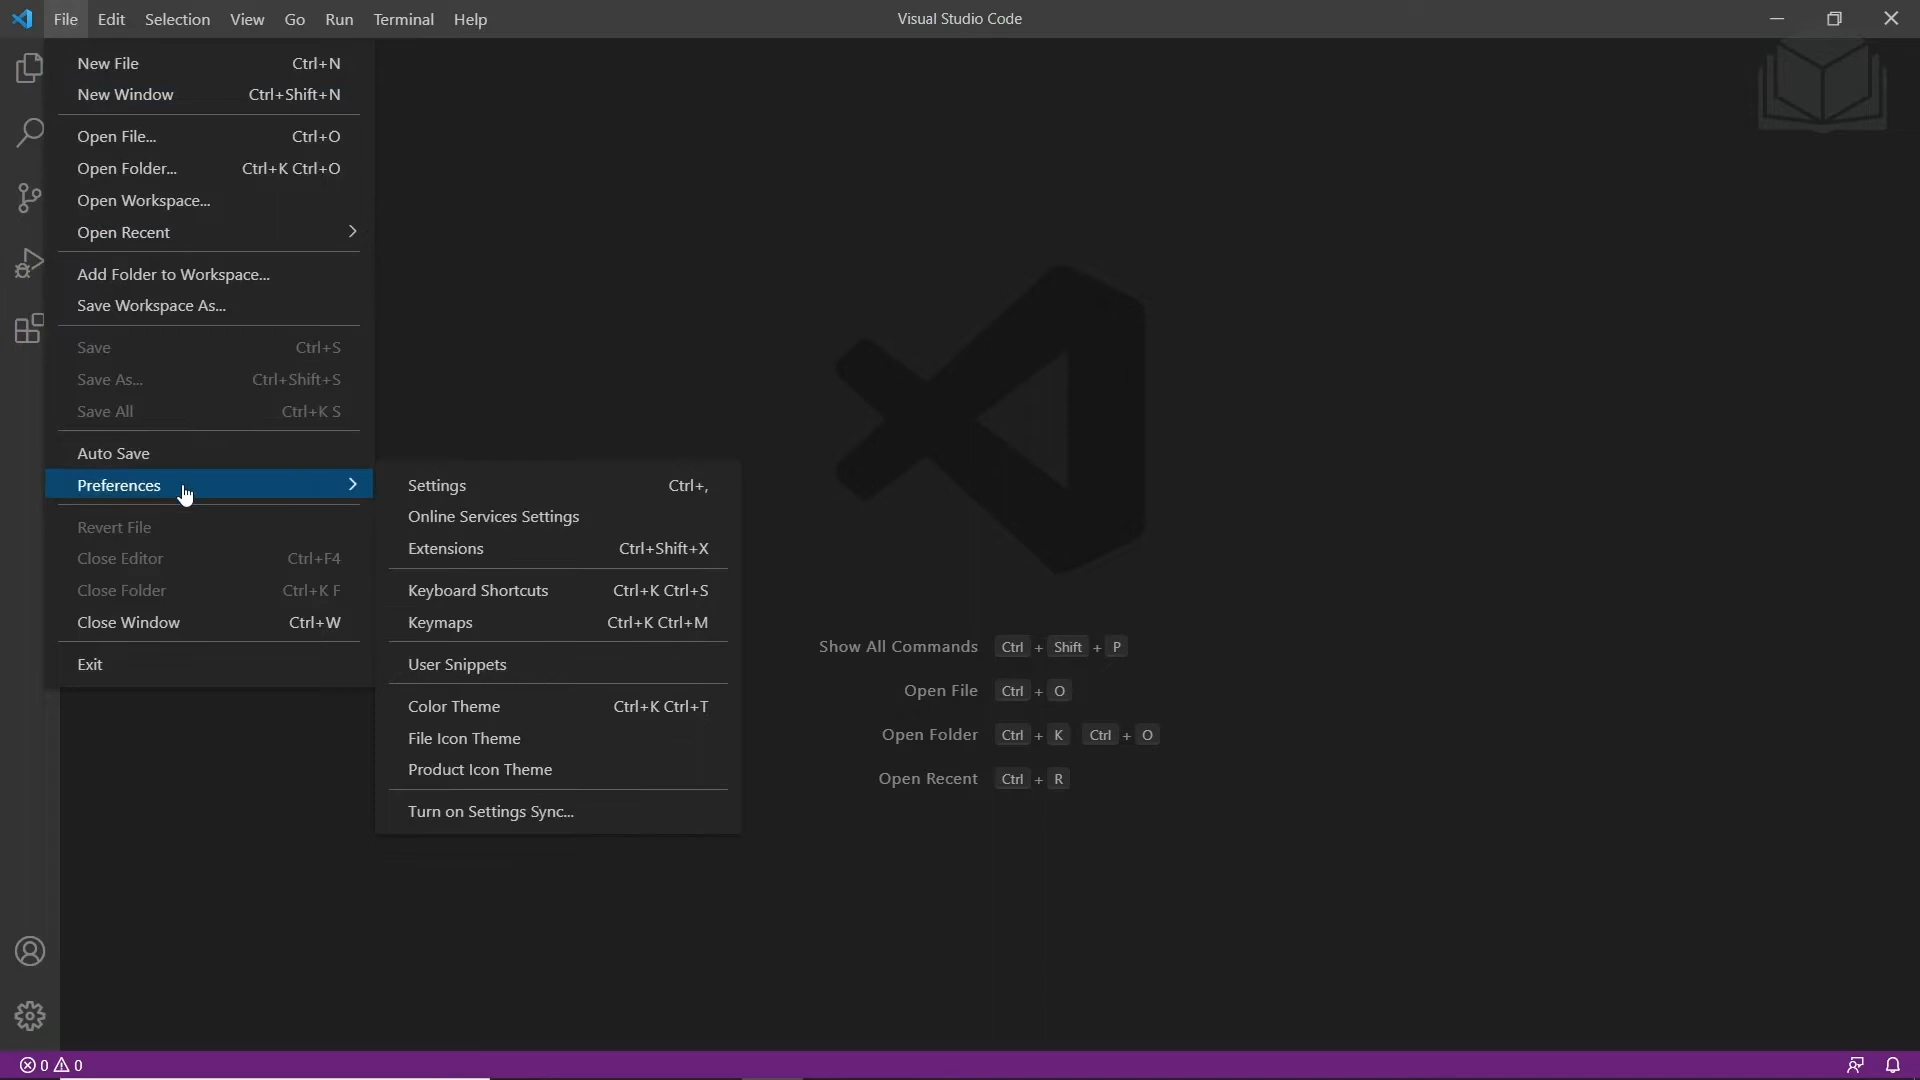 File Edit Selection View Go Run Terminal Help Visual Studio Code
New File Ctrl+N
New Window Ctrl+Shift+N
Open File... Ctrl+O
Open Folder... Ctrl+K Ctrl+O
Open Workspace...
Open Recent
Add Folder to Workspace...
Save Workspace As...
Save Ctrl+S
Save As... Ctrl+Shift+S
Save All Ctrl+K S
Auto Save
Preferences
Revert File
Close Editor Ctrl+F4
Close Folder Ctrl+K F
Close Window Ctrl+W
Exit
Settings Ctrl+,
Online Services Settings
Extensions Ctrl+Shift+X
Keyboard Shortcuts Ctrl+K Ctrl+S
Keymaps Ctrl+K Ctrl+M
User Snippets
Color Theme Ctrl+K Ctrl+T
File Icon Theme
Product Icon Theme
Turn on Settings Sync...
Show All Commands Ctrl + Shift + P
Open File Ctrl + O
Open Folder Ctrl + K Ctrl + O
Open Recent Ctrl + R
0 0